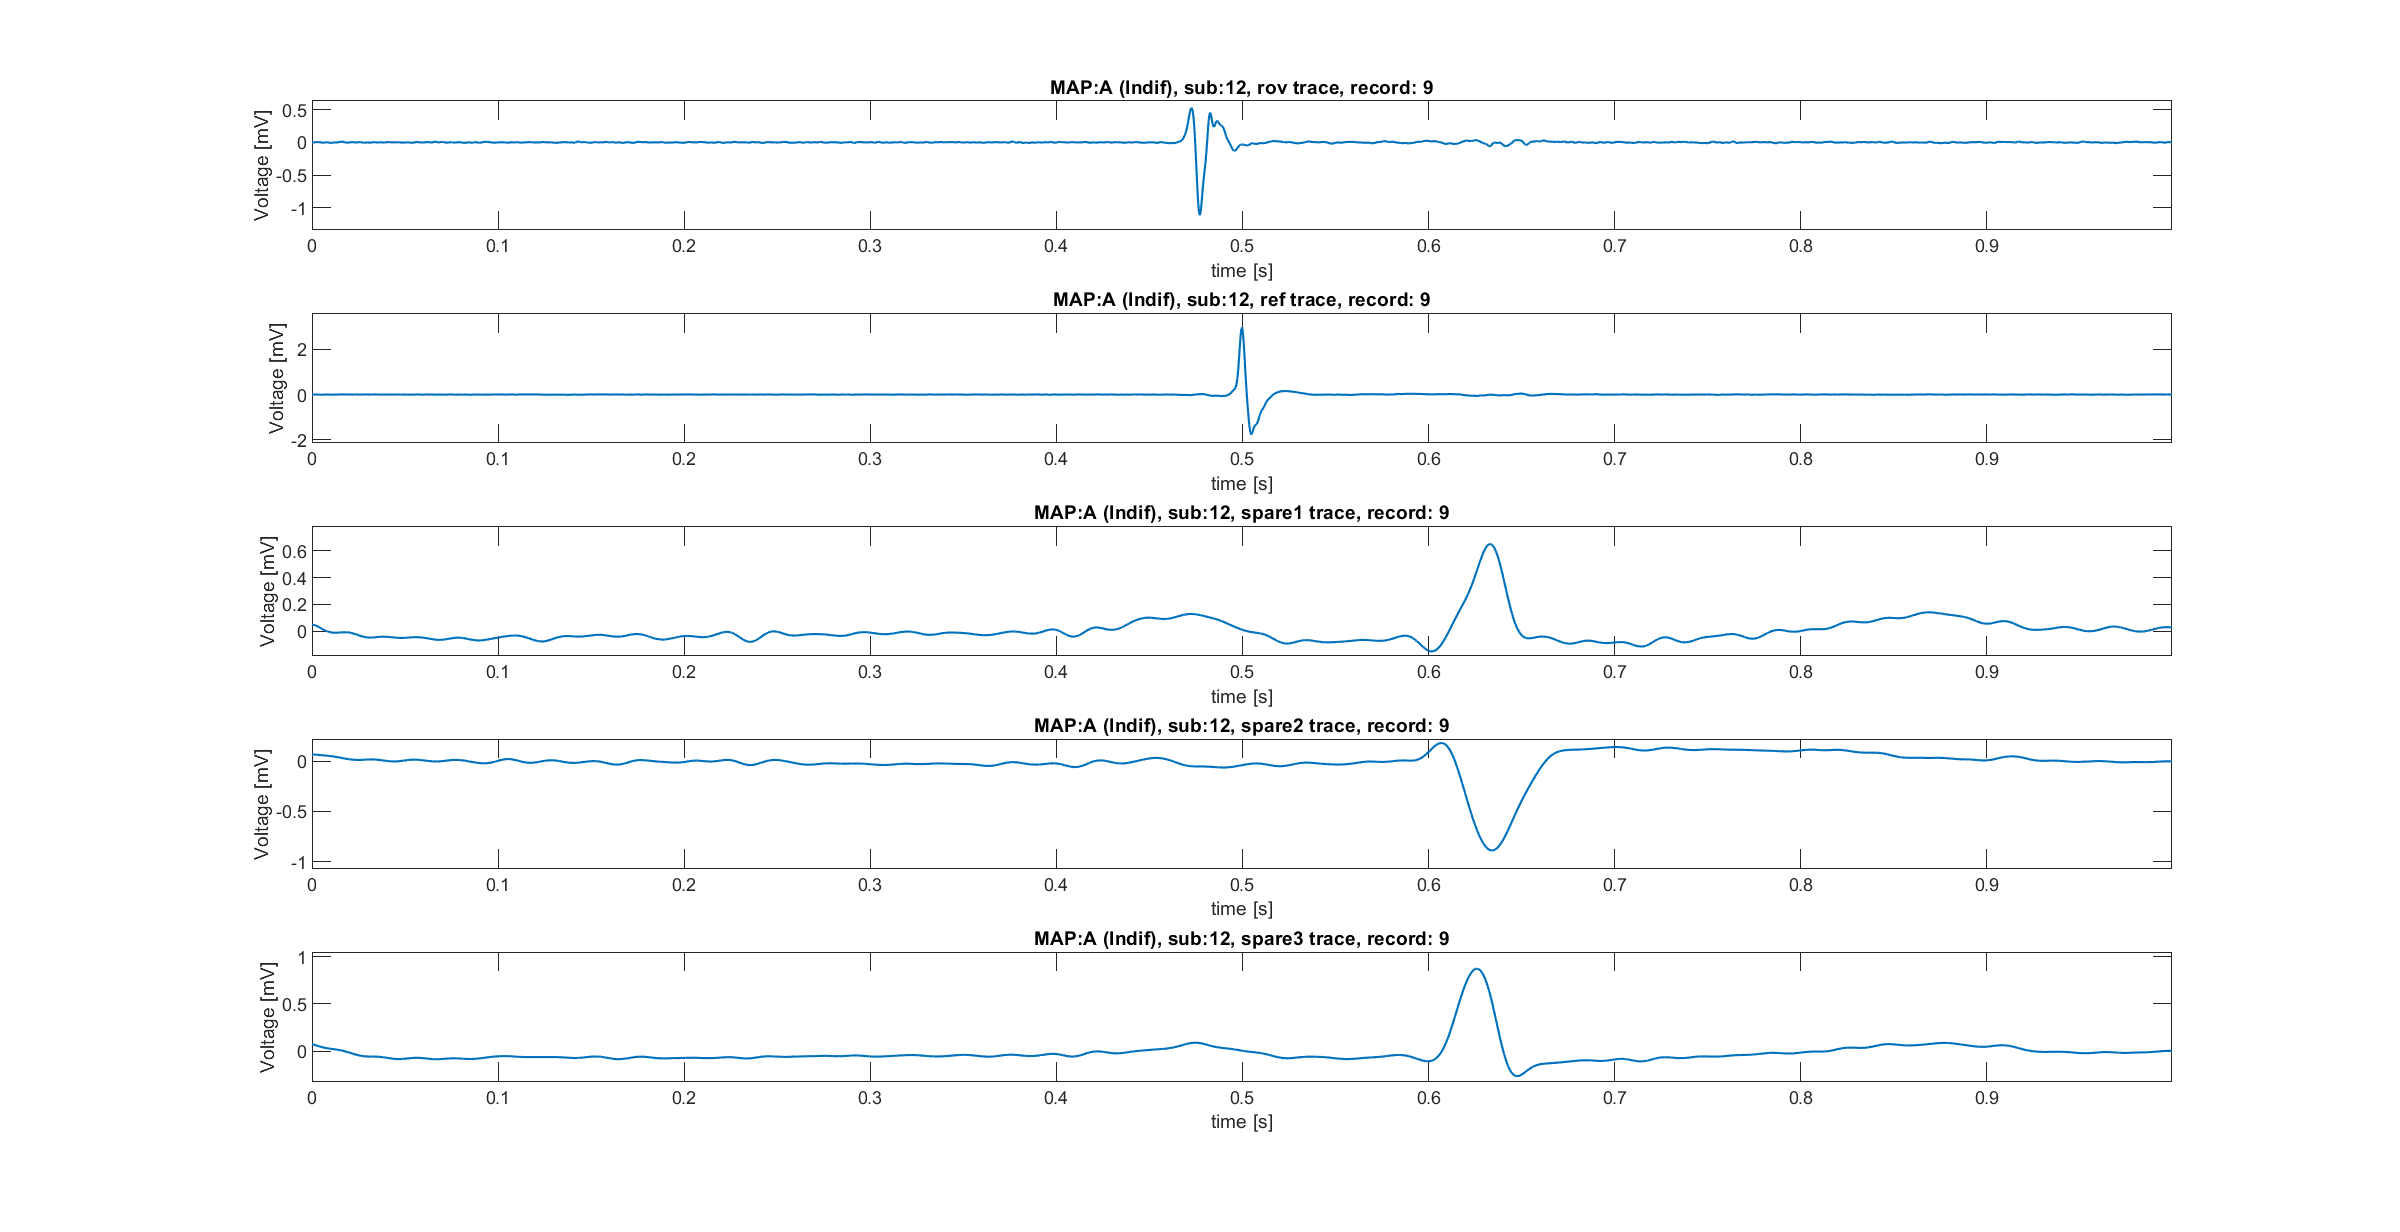 MAP:A (Indif), sub:12, rov trace, record: 9
Voltage [mV]
0.5
0
-0.5
-1
0 0.1 0.2 0.3 0.4 0.5 0.6 0.7 0.8 0.9
time [s]
MAP:A (Indif), sub:12, ref trace, record: 9
Voltage [mV]
2
0
-2
0 0.1 0.2 0.3 0.4 0.5 0.6 0.7 0.8 0.9
time [s]
MAP:A (Indif), sub:12, spare1 trace, record: 9
Voltage [mV]
0.6
0.4
0.2
0
0 0.1 0.2 0.3 0.4 0.5 0.6 0.7 0.8 0.9
time [s]
MAP:A (Indif), sub:12, spare2 trace, record: 9
Voltage [mV]
0
-0.5
-1
0 0.1 0.2 0.3 0.4 0.5 0.6 0.7 0.8 0.9
time [s]
MAP:A (Indif), sub:12, spare3 trace, record: 9
Voltage [mV]
1
0.5
0
0 0.1 0.2 0.3 0.4 0.5 0.6 0.7 0.8 0.9
time [s]